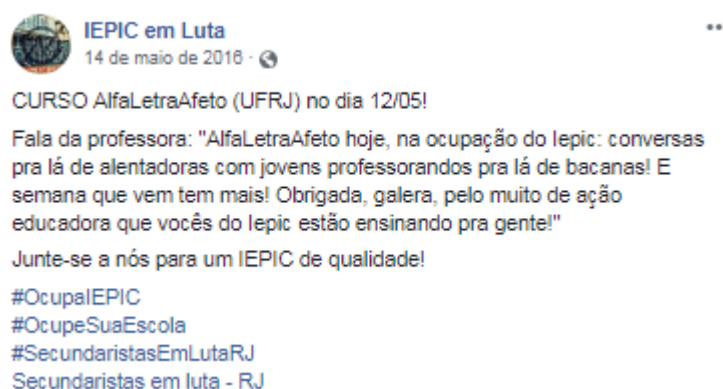 IEPIC em Luta
14 de maio de 2016 ·
CURSO AlfaLetraAfeto (UFRJ) no dia 12/05!
Fala da professora: "AlfaLetraAfeto hoje, na ocupação do Iepic: conversas
pra lá de alentadoras com jovens professorandos pra lá de bacanas! E
semana que vem tem mais! Obrigada, galera, pelo muito de ação
educadora que vocês do Iepic estão ensinando pra gente!"
Junte-se a nós para um IEPIC de qualidade!
#OcupaIEPIC
#OcupeSuaEscola
#SecundaristasEmLutaRJ
Secundaristas em luta - RJ